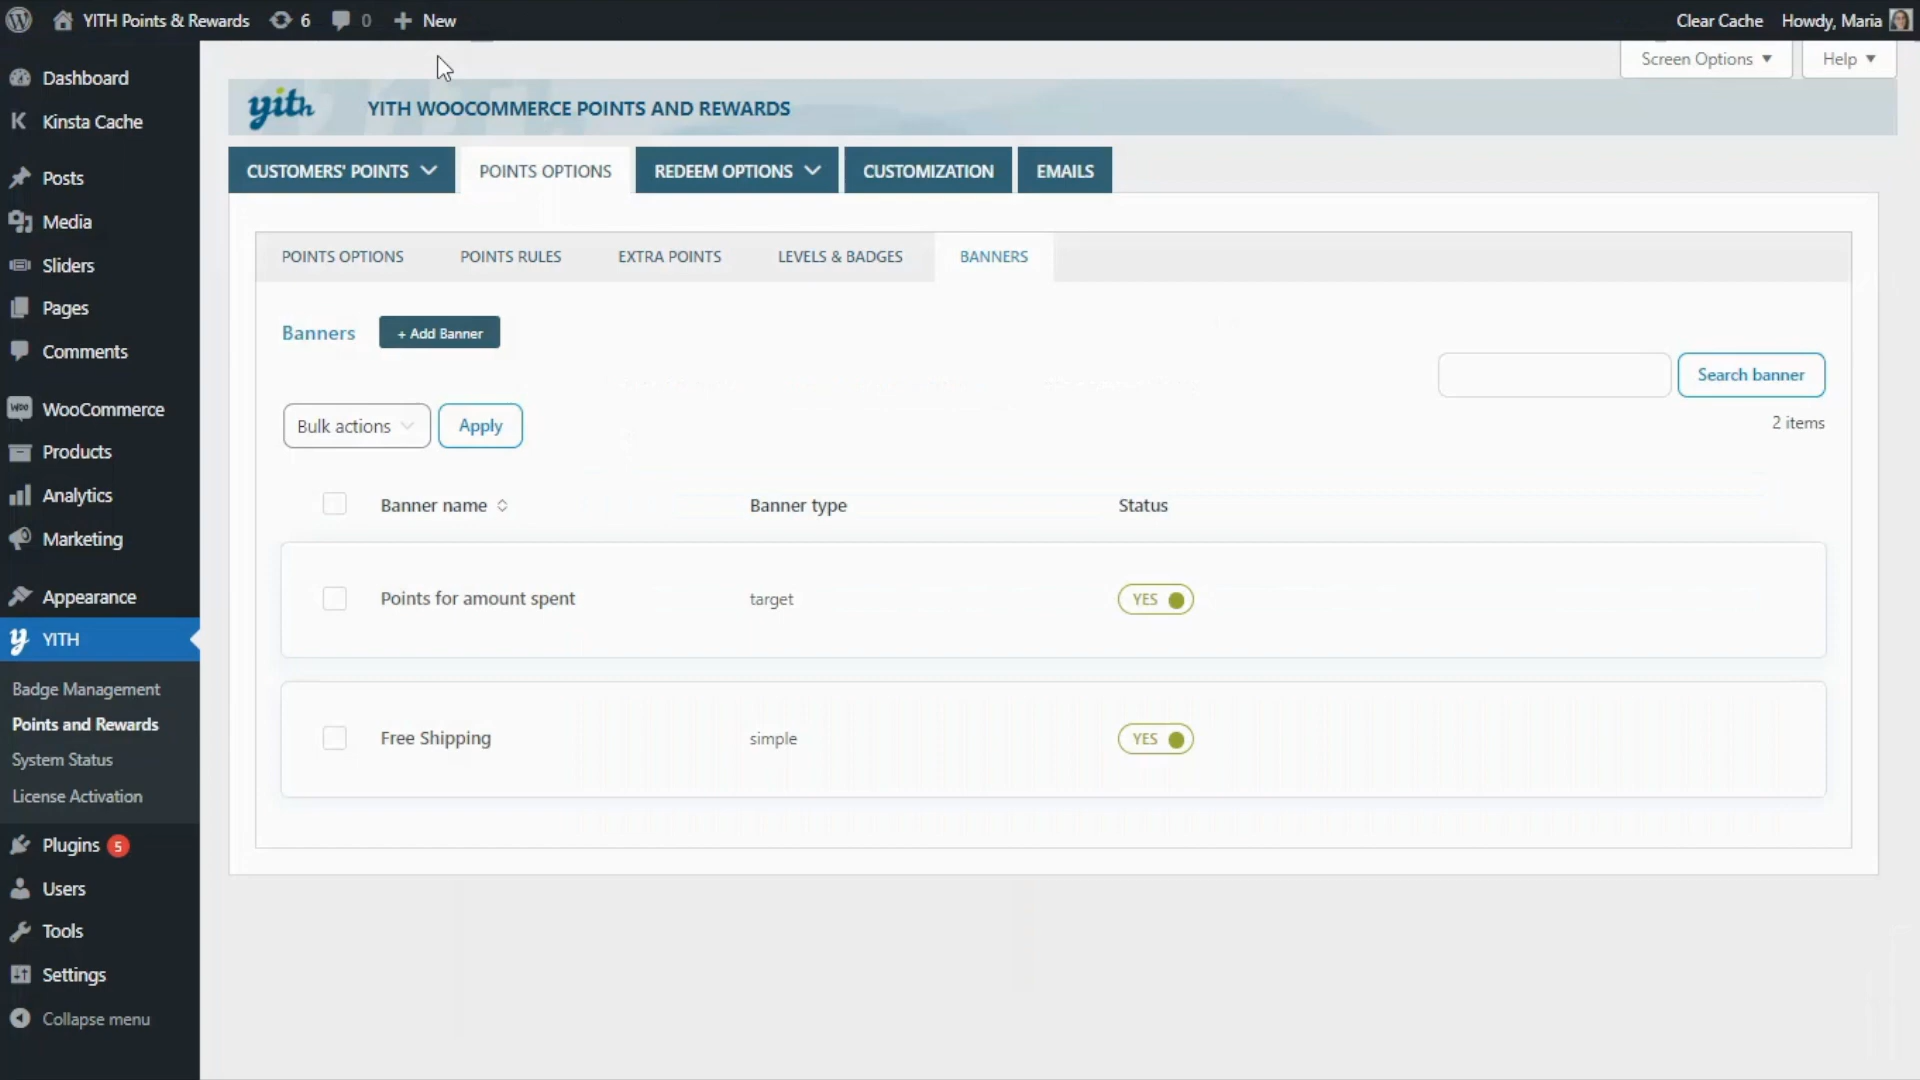 YITH Points & Rewards 6 0 + New Clear Cache Howdy, Maria
Dashboard
Kinsta Cache
Posts
Media
Sliders
Pages
Comments
WooCommerce
Products
Analytics
Marketing
Appearance
YITH
Badge Management
Points and Rewards
System Status
License Activation
Plugins 5
Users
Tools
Settings
Collapse menu
Screen Options ▼ Help ▼
yith YITH WOOCOMMERCE POINTS AND REWARDS
CUSTOMERS' POINTS POINTS OPTIONS REDEEM OPTIONS CUSTOMIZATION EMAILS
POINTS OPTIONS POINTS RULES EXTRA POINTS LEVELS & BADGES BANNERS
Banners + Add Banner
Search banner
Bulk actions Apply 2 items
Banner name Banner type Status
Points for amount spent target YES
Free Shipping simple YES